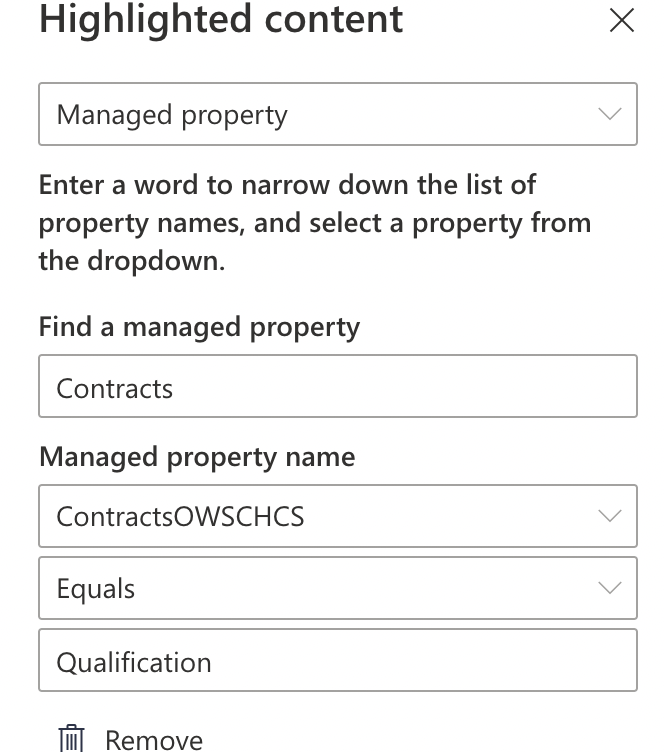 Highlighted content
Managed property
Enter a word to narrow down the list of
property names, and select a property from
the dropdown.
Find a managed property
Contracts
Managed property name
ContractsOWSCHCS
Equals
Qualification
Remove